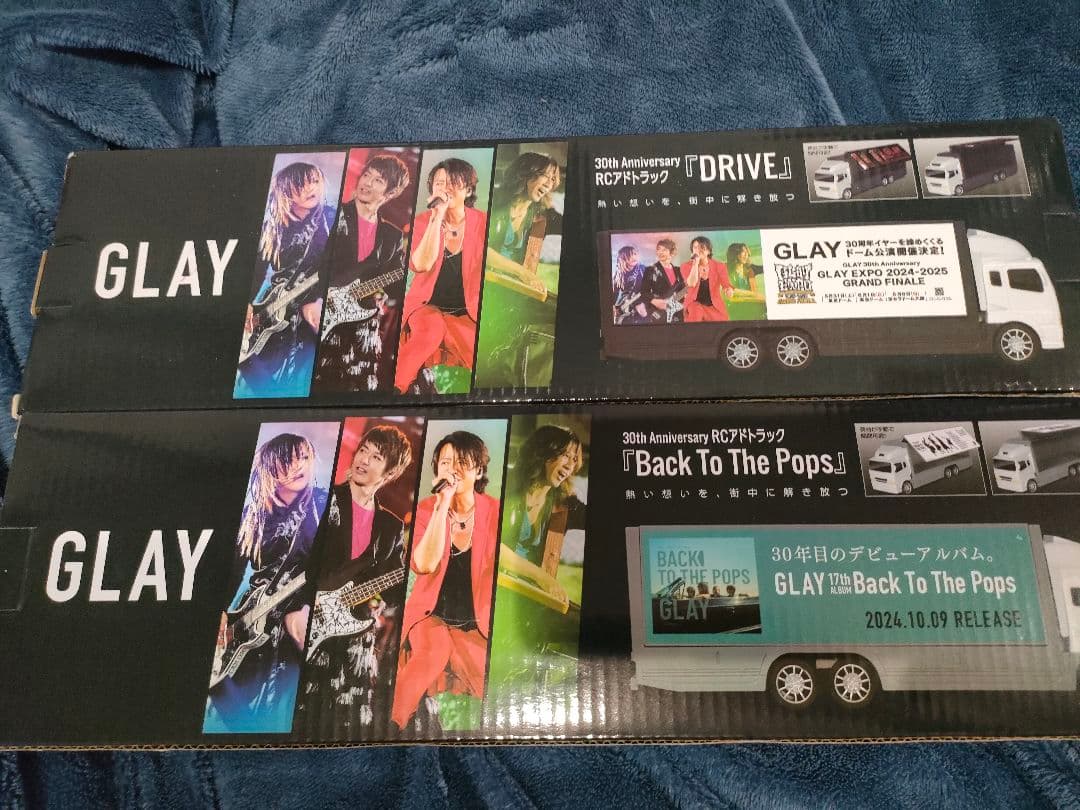 GLAY
30th Anniversary
RCアドトラック『DRIVE』
熱い想いを、街中に解き放つ
GLAY 30周年イヤーを締めくくる
ドーム公演開催決定!
GLAY 30th Anniversary
GLAY EXPO 2024-2025
GRAND FINALE
GLAY
30th Anniversary RCアドトラック
『Back To The Pops』
熱い想いを、街中に解き放つ
BACK
TO THE POPS
GLAY
30年目のデビューアルバム。
GLAY 17th ALBUM Back To The Pops
2024.10.09 RELEASE